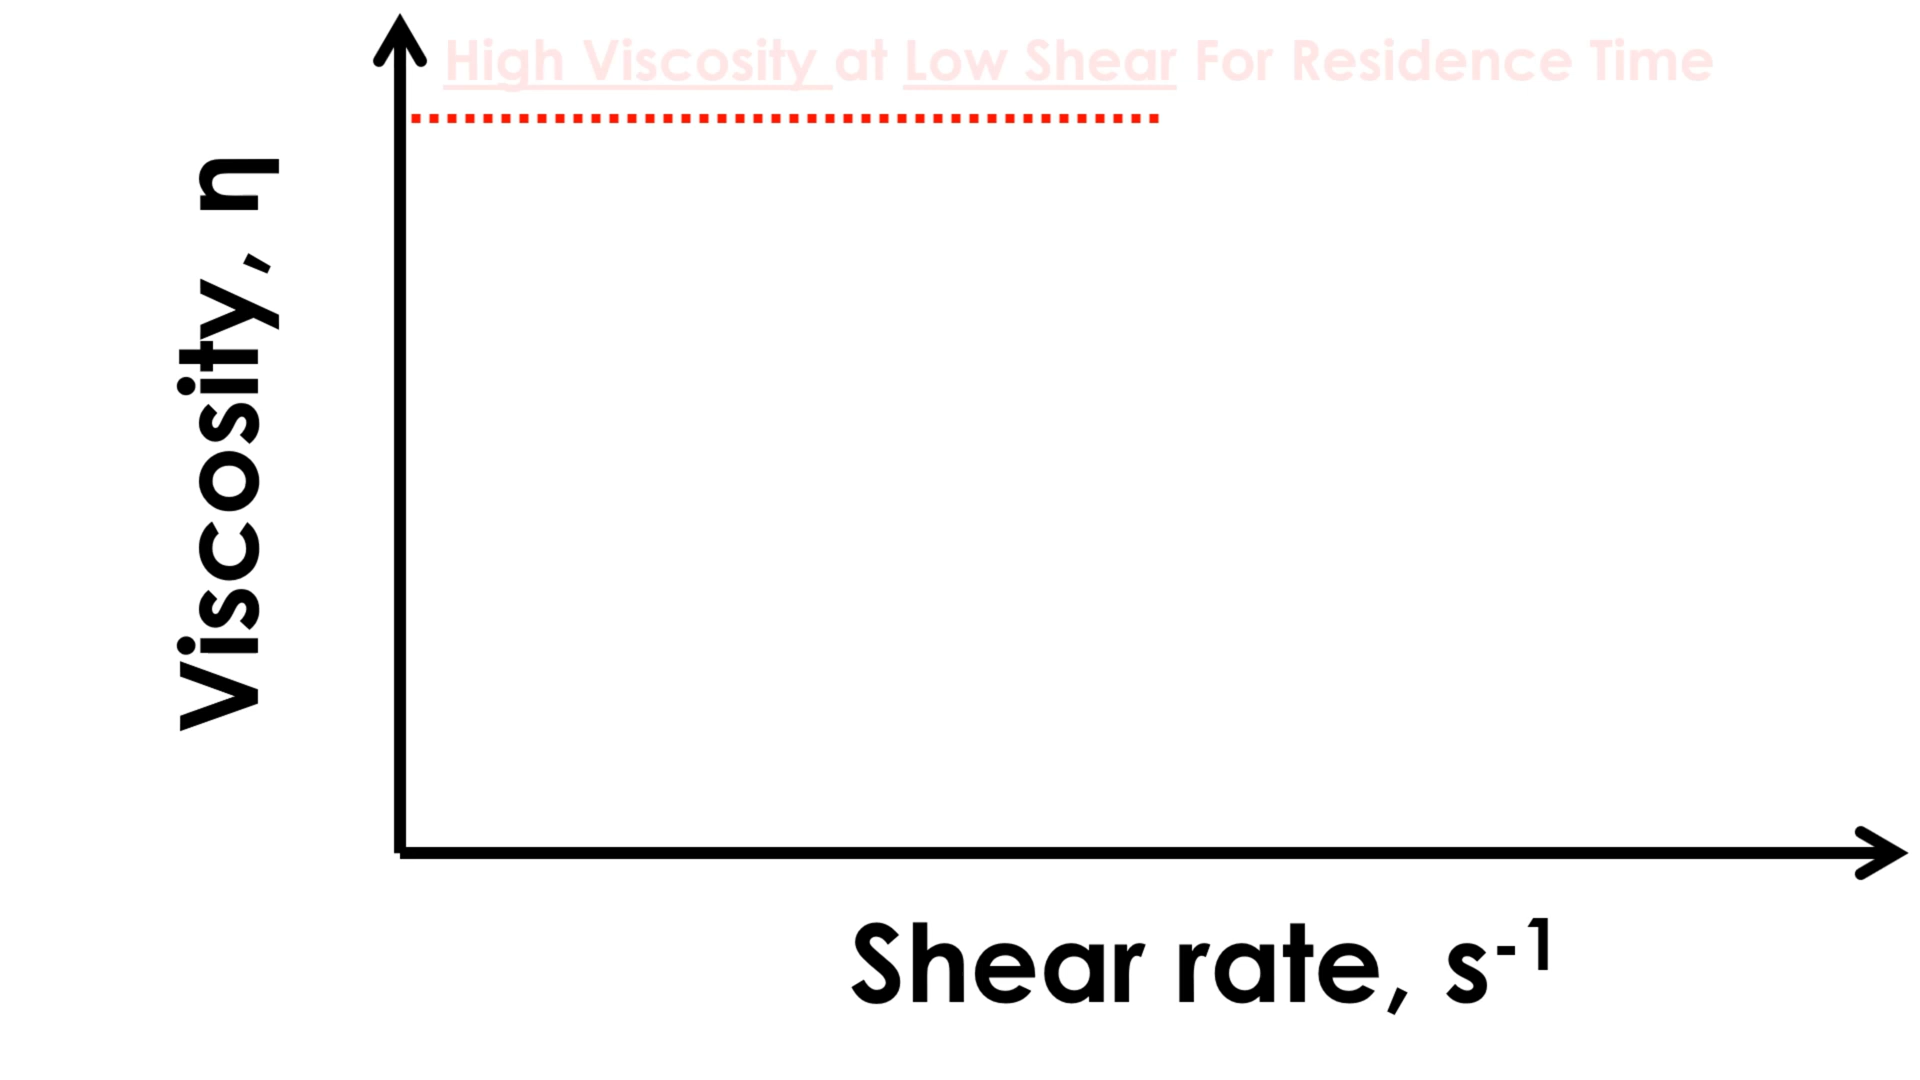 High Viscosity at Low Shear For Residence Time
Viscosity, η
Shear rate, s⁻¹